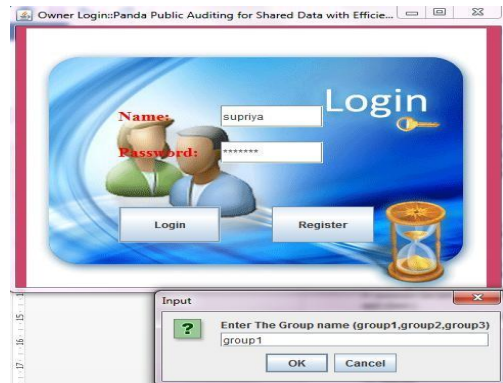 Owner Login::Panda Public Auditing for Shared Data with Efficie...
Login
Name:
supriya
Password:
*******
Login
Register
Input
Enter The Group name (group1,group2,group3)
group1
OK
Cancel